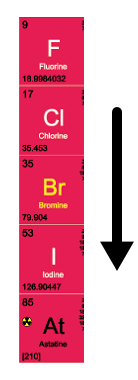 9
F
Fluorine
18.9984032
17
Cl
Chlorine
35.453
35
Br
Bromine
79.904
53
I
Iodine
126.90447
85
At
Astatine
[210]